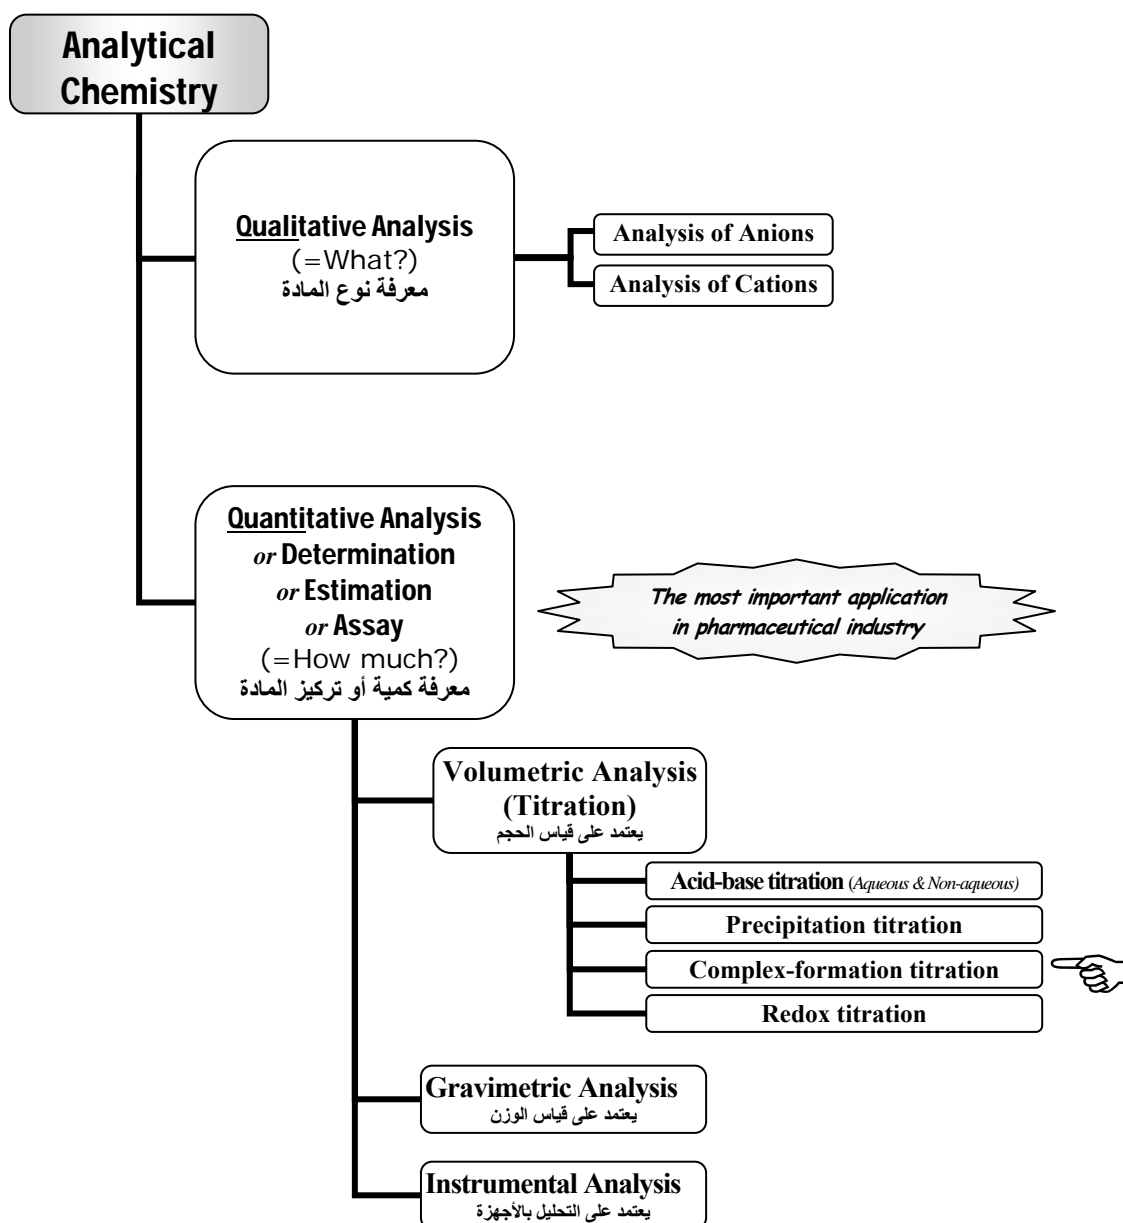 Analytical
Chemistry
Qualitative Analysis
(=What?)
معرفة نوع المادة
Analysis of Anions
Analysis of Cations
Quantitative Analysis
or Determination
or Estimation
or Assay
(=How much?)
معرفة كمية أو تركيز المادة
The most important application
in pharmaceutical industry
Volumetric Analysis
(Titration)
يعتمد على قياس الحجم
Acid-base titration (Aqueous & Non-aqueous)
Precipitation titration
Complex-formation titration
Redox titration
Gravimetric Analysis
يعتمد على قياس الوزن
Instrumental Analysis
يعتمد على التحليل بالأجهزة